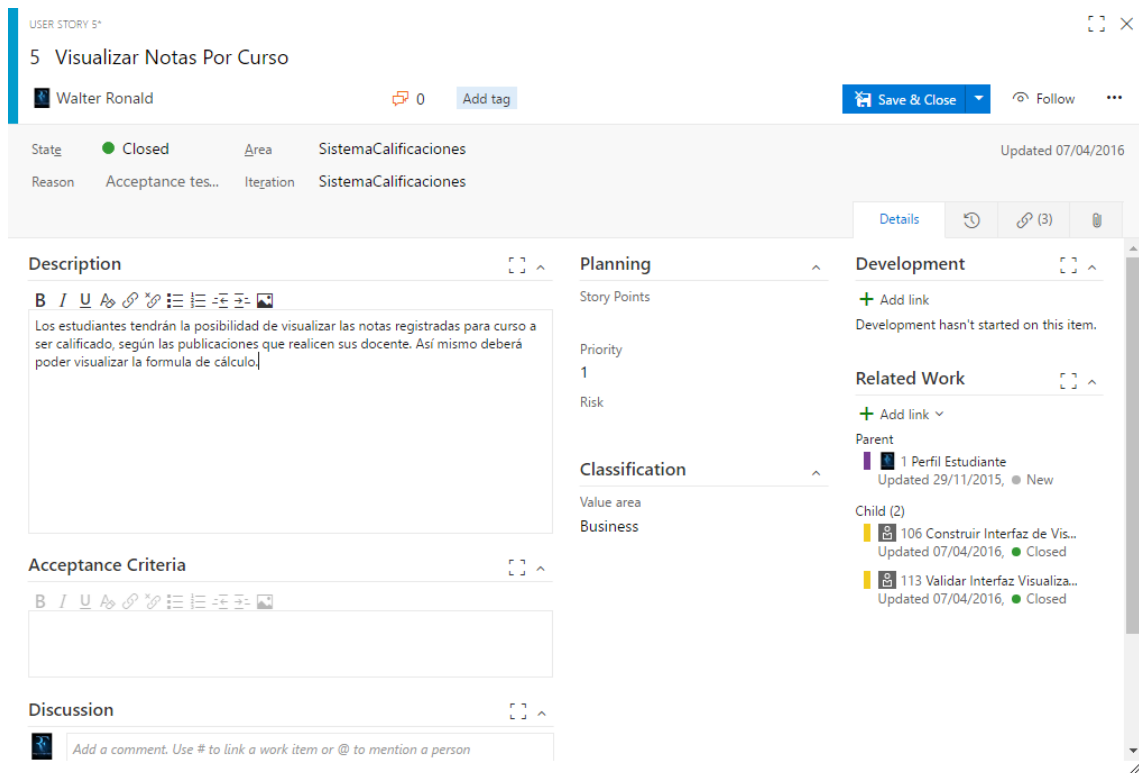 USER STORY 5*
5 Visualizar Notas Por Curso
Walter Ronald 0 Add tag Save & Close Follow
State Closed Area SistemaCalificaciones Updated 07/04/2016
Reason Acceptance tes... Iteration SistemaCalificaciones
Details (3)
Description
B I U
Los estudiantes tendrán la posibilidad de visualizar las notas registradas para curso a
ser calificado, según las publicaciones que realicen sus docente. Así mismo deberá
poder visualizar la formula de cálculo.
Acceptance Criteria
B I U
Discussion
Add a comment. Use # to link a work item or @ to mention a person
Planning
Story Points
Priority
1
Risk
Classification
Value area
Business
Development
Add link
Development hasn't started on this item.
Related Work
Add link
Parent
1 Perfil Estudiante
Updated 29/11/2015, New
Child (2)
106 Construir Interfaz de Vis...
Updated 07/04/2016, Closed
113 Validar Interfaz Visualiza...
Updated 07/04/2016, Closed